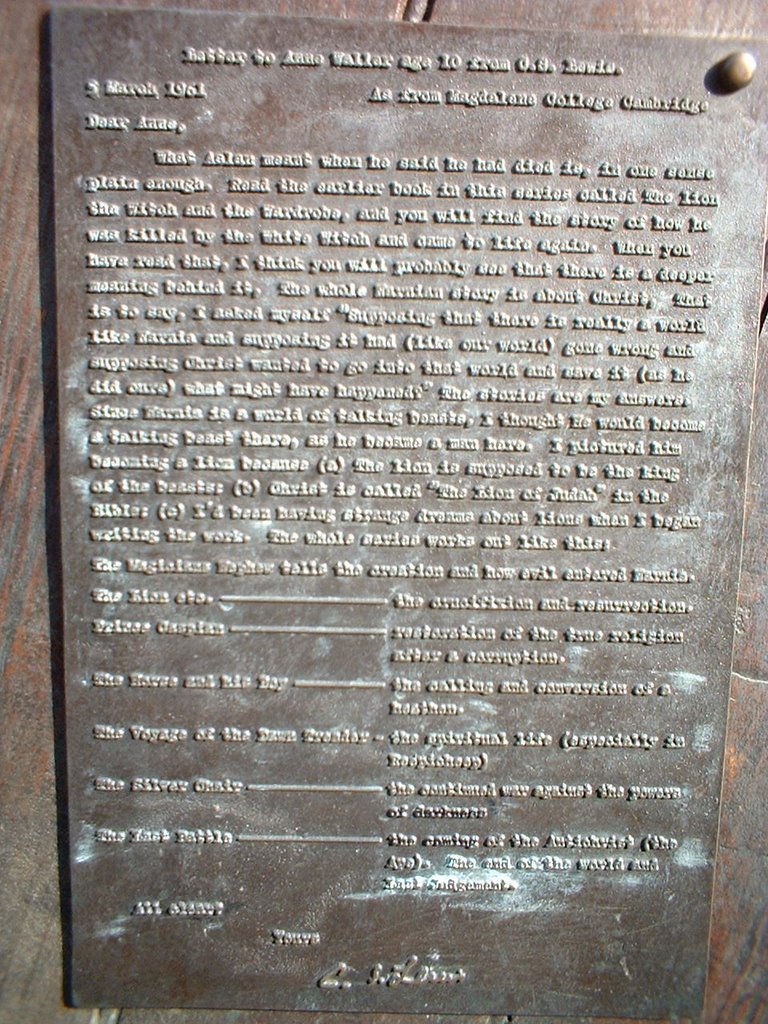 Letter to Anne Waller age 10 from C.S. Lewis.
5 March 1961 As from Magdalene College Cambridge
Dear Anne,
What Aslan meant when he said he had died is, in one sense
plain enough. Read the earlier book in this series called The Lion
the Witch and the Wardrobe, and you will find the story of how he
was killed by the White Witch and came to life again. When you
have read that, I think you will probably see that there is a deeper
meaning behind it. The whole Narnian story is about Christ. That
is to say, I asked myself "Supposing that there is really a world
like Narnia and supposing it had (like our world) gone wrong and
supposing Christ wanted to go into that world and save it (as he
did ours) what might have happened?" The stories are my answers.
Since Narnia is a world of talking beasts, I thought He would become
a talking beast there, as he became a man here. I pictured him
becoming a lion because (a) The lion is supposed to be the king
of the beasts: (b) Christ is called "The Lion of Judah" in the
Bible: (c) I'd been having strange dreams about lions when I began
writing the work. The whole series works out like this:
The Magicians Nephew tells the creation and how evil entered Narnia.
The Lion etc. the crucifixion and resurrection.
Prince Caspian restoration of the true religion
after a corruption.
The Horse and his Boy the calling and conversion of a
heathen.
The Voyage of the Dawn Treader - the spiritual life (especially in
Reepicheep)
The Silver Chair the continued war against the powers
of darkness
The Last Battle the coming of the Antichrist (the
Ape). The end of the world and
Last Judgement.
All clear?
Yours
C. S. Lewis